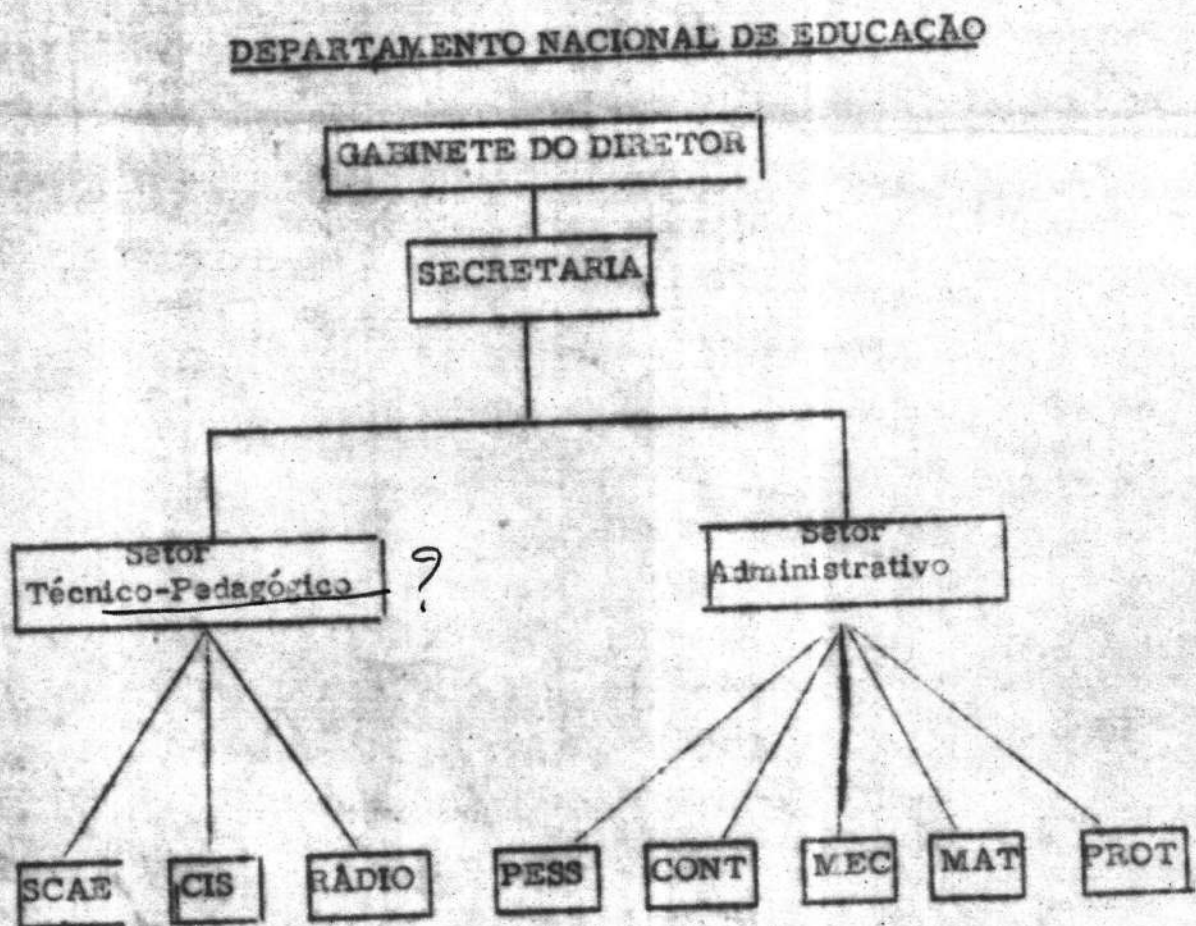 DEPARTAMENTO NACIONAL DE EDUCAÇÃO
GABINETE DO DIRETOR
SECRETARIA
Setor
Técnico-Pedagógico ?
Setor
Administrativo
SCAE CIS RÁDIO PESS CONT MEC MAT PROT